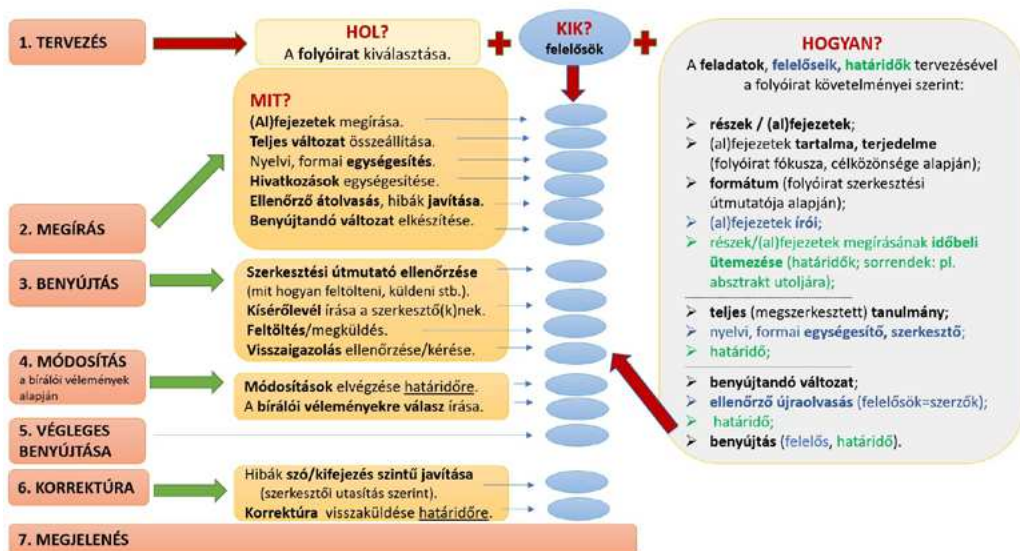 1. TERVEZÉS
HOL?
A folyóirat kiválasztása.
KIK?
felelősök
HOGYAN?
A feladatok, felelőseik, határidők tervezésével
a folyóirat követelményei szerint:
részek / (al)fejezetek;
(al)fejezetek tartalma, terjedelme
(folyóirat fókusza, célközönsége alapján);
formátum (folyóirat szerkesztési
útmutatója alapján);
(al)fejezetek írói;
részek/(al)fejezetek megírásának időbeli
ütemezése (határidők; sorrendek: pl.
absztrakt utoljára);
teljes (megszerkesztett) tanulmány;
nyelvi, formai egységesítő, szerkesztő;
határidő;
benyújtandó változat;
ellenőrző újraolvasás (felelősök=szerzők);
határidő;
benyújtás (felelős, határidő).
2. MEGÍRÁS
MIT?
(Al)fejezetek megírása.
Teljes változat összeállítása.
Nyelvi, formai egységesítés.
Hivatkozások egységesítése.
Ellenőrző átolvasás, hibák javítása.
Benyújtandó változat elkészítése.
3. BENYÚJTÁS
Szerkesztési útmutató ellenőrzése
(mit hogyan feltölteni, küldeni stb.).
Kísérőlevél írása a szerkesztő(k)nek.
Feltöltés/megküldés.
Visszaigazolás ellenőrzése/kérése.
4. MÓDOSÍTÁS
a bírálói vélemények
alapján
Módosítások elvégzése határidőre.
A bírálói véleményekre válasz írása.
5. VÉGLEGES
BENYÚJTÁSA
6. KORREKTÚRA
Hibák szó/kifejezés szintű javítása
(szerkesztői utasítás szerint).
Korrektúra visszaküldése határidőre.
7. MEGJELENÉS